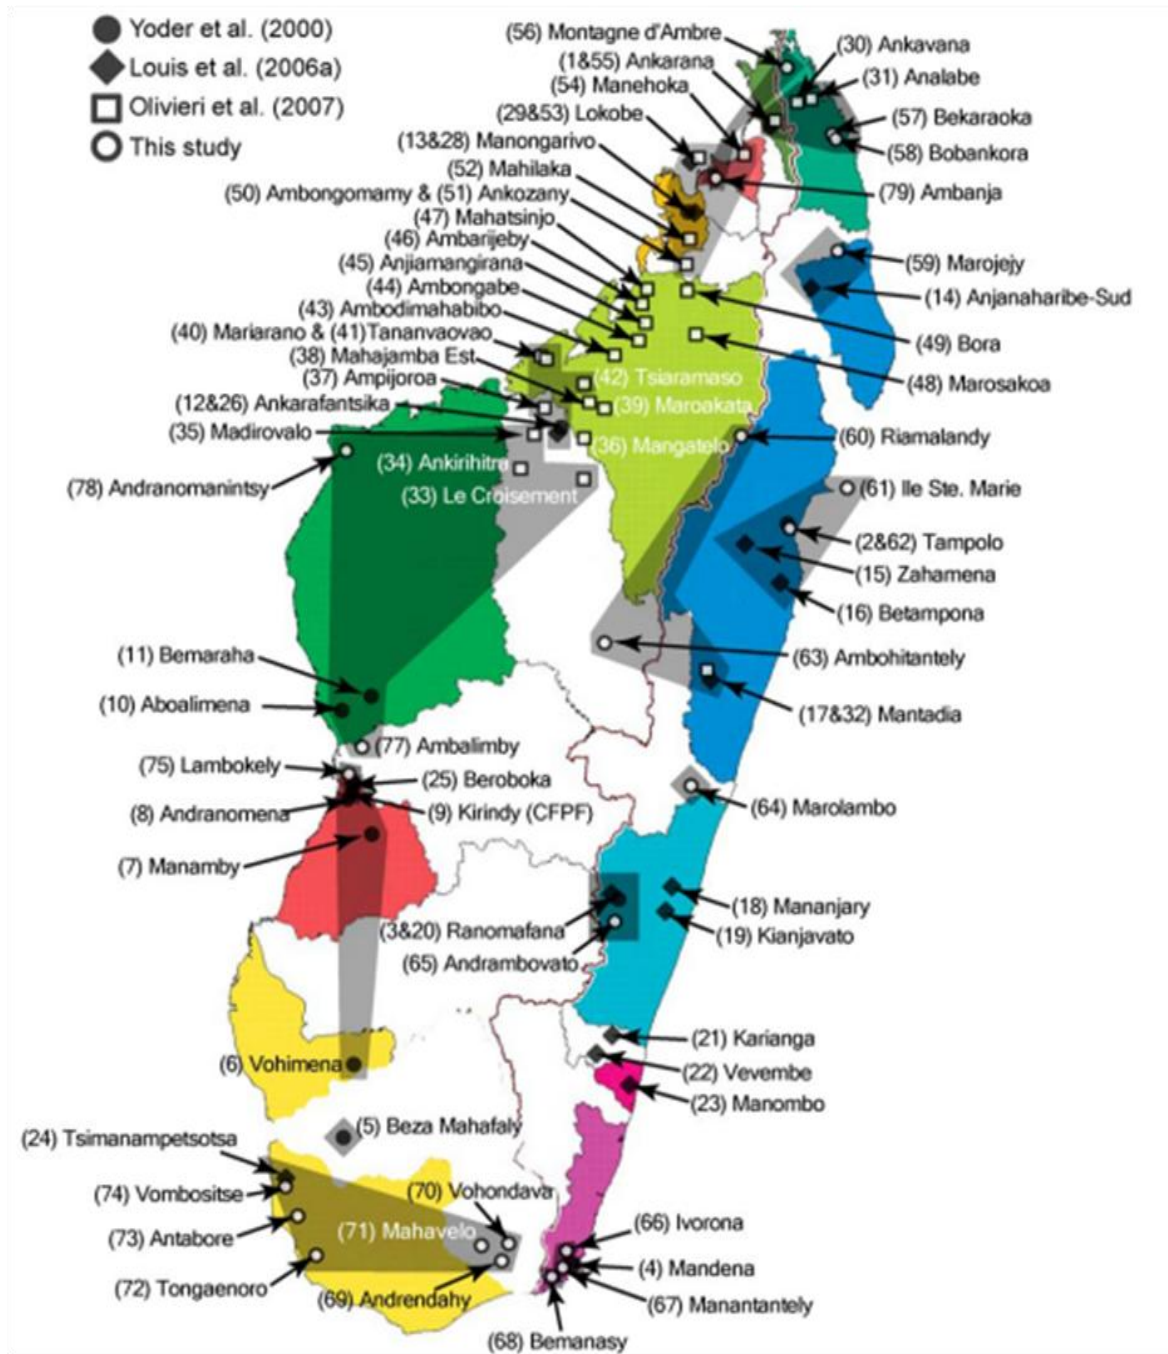 Yoder et al. (2000)
Louis et al. (2006a)
Olivieri et al. (2007)
This study
(56) Montagne d'Ambre
(30) Ankavana
(1&55) Ankarana
(31) Analabe
(54) Manehoka
(29&53) Lokobe
(57) Bekaraoka
(13&28) Manongarivo
(58) Bobankora
(52) Mahilaka
(79) Ambanja
(50) Ambongomamy & (51) Ankozany
(47) Mahatsinjo
(46) Ambarijeby
(59) Marojejy
(45) Anjiamangirana
(44) Ambongabe
(14) Anjanaharibe-Sud
(43) Ambodimahabibo
(40) Mariarano & (41)Tananvaovao
(49) Bora
(38) Mahajamba Est
(37) Ampijoroa
(42) Tsiaramaso
(48) Marosakoa
(12&26) Ankarafantsika
(39) Maroakata
(35) Madirovalo
(60) Riamalandy
(36) Mangatelo
(34) Ankirihitra
(78) Andranomanintsy
(33) Le Croisement
(61) Ile Ste. Marie
(2&62) Tampolo
(15) Zahamena
(16) Betampona
(11) Bemaraha
(63) Ambohitantely
(10) Aboalimena
(17&32) Mantadia
(77) Ambalimby
(75) Lambokely
(25) Beroboka
(8) Andranomena
(9) Kirindy (CFPF)
(64) Marolambo
(7) Manamby
(18) Mananjary
(3&20) Ranomafana
(19) Kianjavato
(65) Andrambovato
(21) Karianga
(6) Vohimena
(22) Vevembe
(23) Manombo
(5) Beza Mahafaly
(24) Tsimanampetsotsa
(74) Vombositse
(70) Vohondava
(73) Antabore
(71) Mahavelo
(66) Ivorona
(4) Mandena
(72) Tongaenoro
(69) Andrendahy
(67) Manantantely
(68) Bemanasy